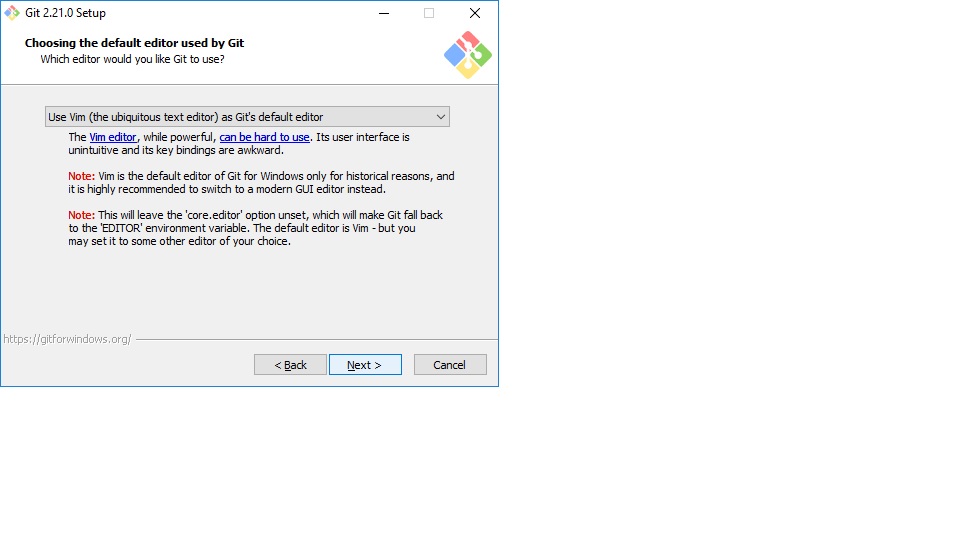 Git 2.21.0 Setup
Choosing the default editor used by Git
Which editor would you like Git to use?
Use Vim (the ubiquitous text editor) as Git's default editor
The Vim editor, while powerful, can be hard to use. Its user interface is
unintuitive and its key bindings are awkward.
Note: Vim is the default editor of Git for Windows only for historical reasons, and
it is highly recommended to switch to a modern GUI editor instead.
Note: This will leave the 'core.editor' option unset, which will make Git fall back
to the 'EDITOR' environment variable. The default editor is Vim - but you
may set it to some other editor of your choice.
https://gitforwindows.org/
< Back Next > Cancel